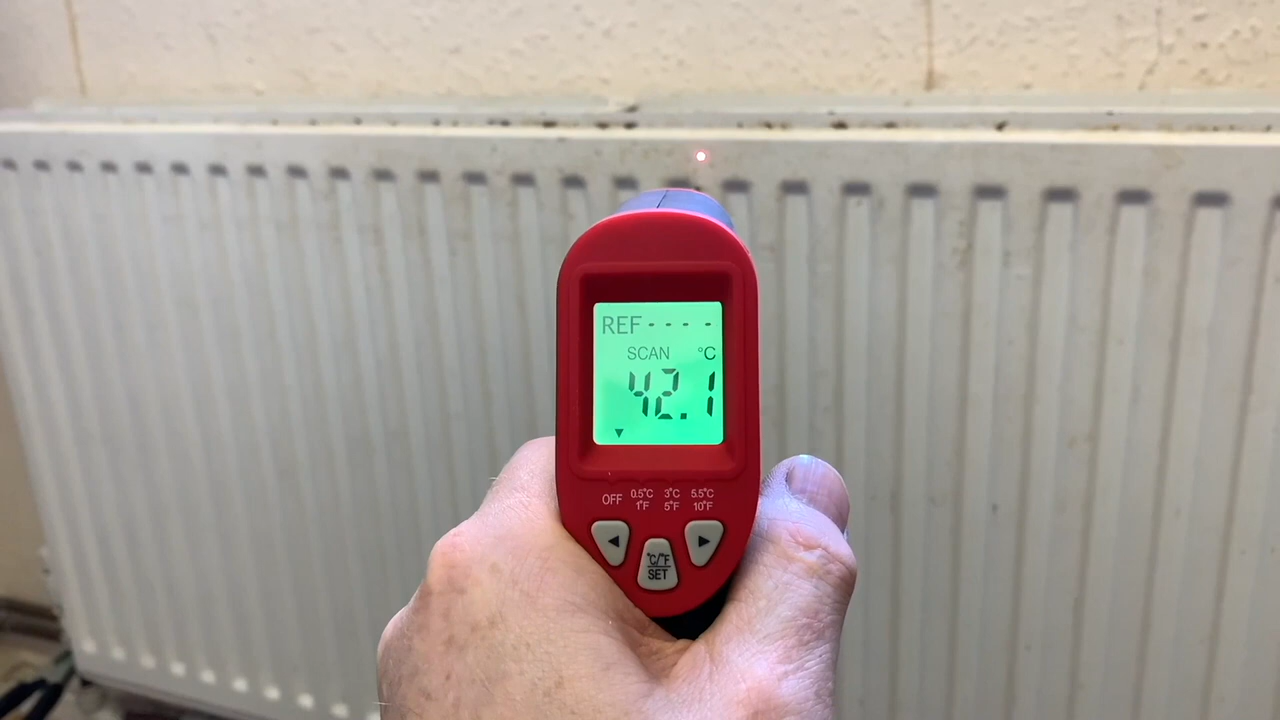 REF - - - -
SCAN °C
42.1
▼
OFF 0.5°C 3°C 5.5°C
1°F 5°F 10°F
◀ ▶
°C/°F
SET